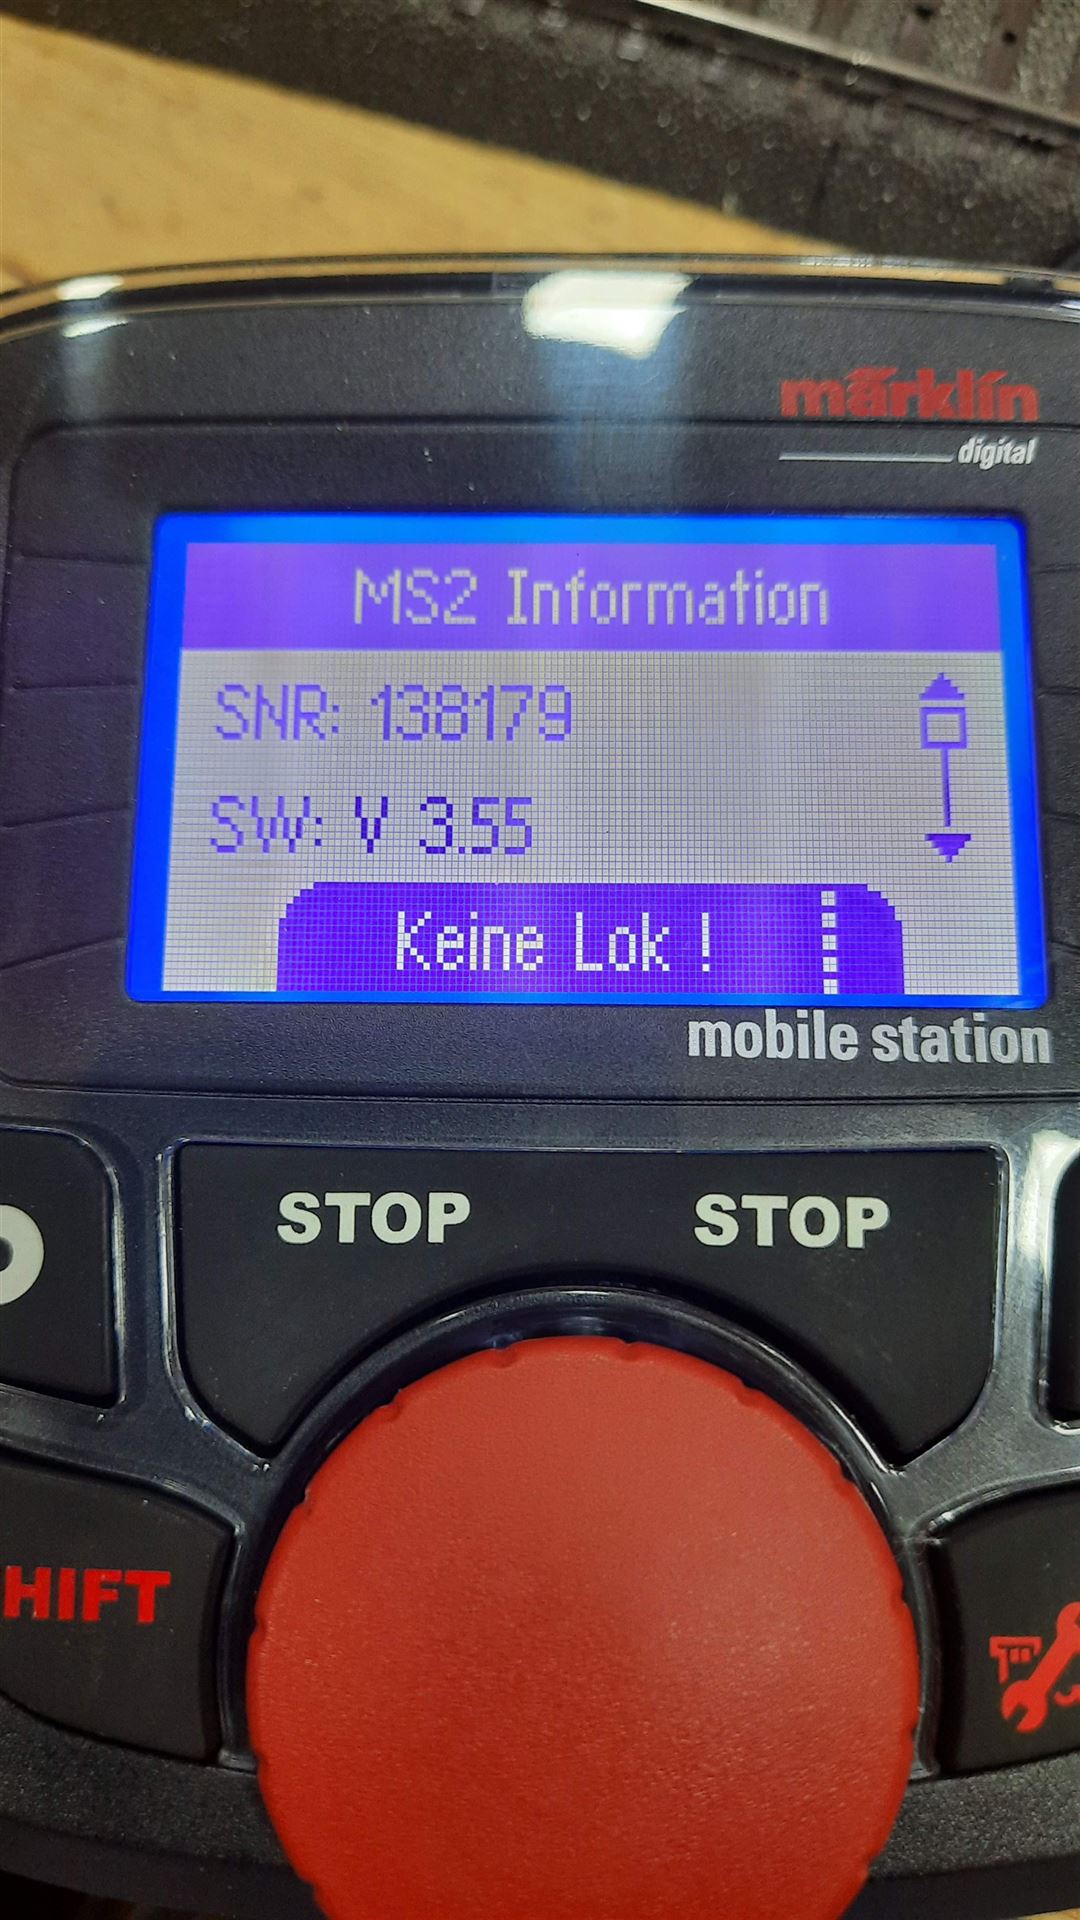 märklin
digital
MS2 Information
SNR: 138179
SW: V 3.55
Keine Lok !
mobile station
STOP STOP
HIFT